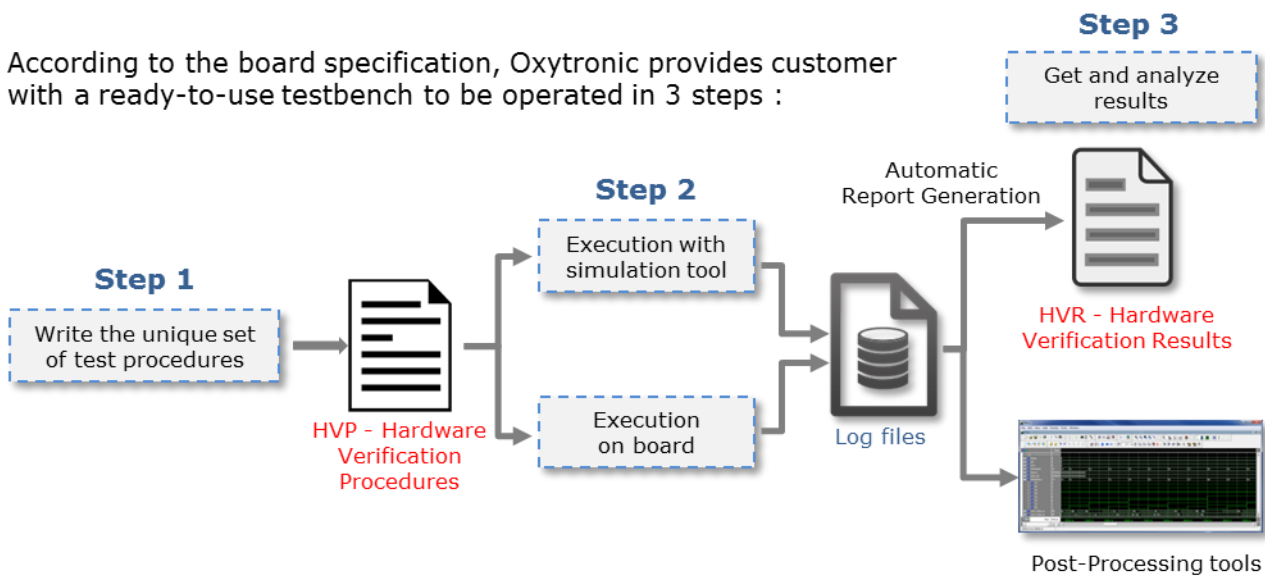 According to the board specification, Oxytronic provides customer
with a ready-to-use testbench to be operated in 3 steps :
Step 1
Write the unique set
of test procedures
HVP - Hardware
Verification
Procedures
Step 2
Execution with
simulation tool
Execution
on board
Log files
Step 3
Get and analyze
results
Automatic
Report Generation
HVR - Hardware
Verification Results
Post-Processing tools